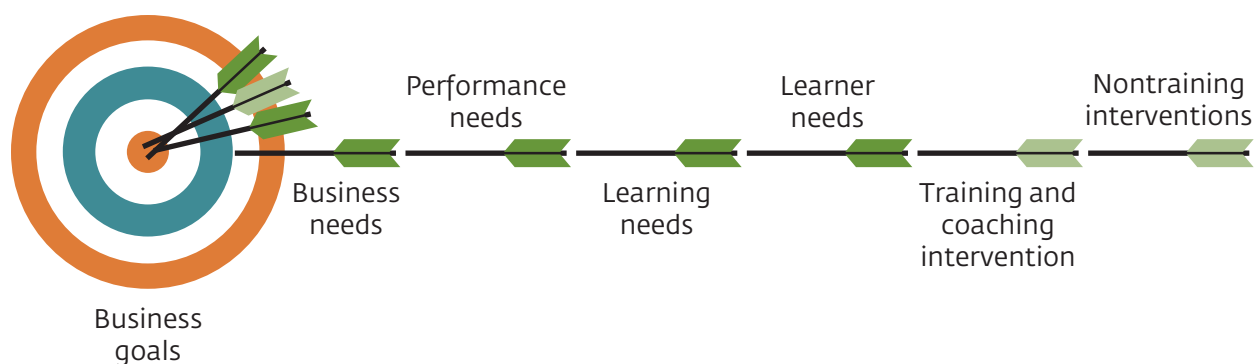 Business
goals
Business
needs
Performance
needs
Learning
needs
Learner
needs
Training and
coaching
intervention
Nontraining
interventions